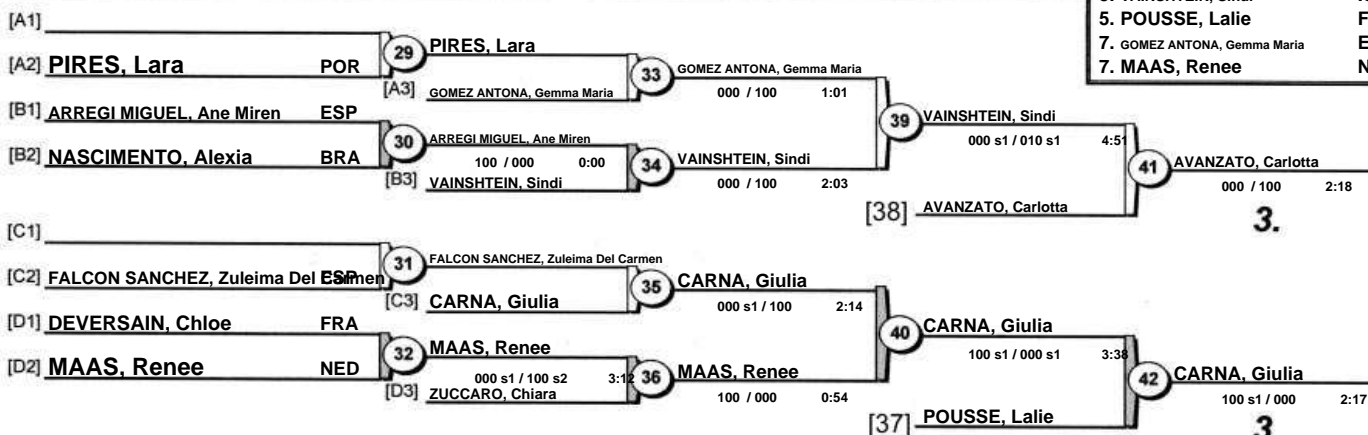 [A1]
[A2] PIRES, Lara POR
29 PIRES, Lara
[A3] GOMEZ ANTONA, Gemma Maria
33 GOMEZ ANTONA, Gemma Maria
000 / 100 1:01
[B1] ARREGI MIGUEL, Ane Miren ESP
[B2] NASCIMENTO, Alexia BRA
30 ARREGI MIGUEL, Ane Miren
100 / 000 0:00
[B3] VAINSHTEIN, Sindi
34 VAINSHTEIN, Sindi
000 / 100 2:03
39 VAINSHTEIN, Sindi
000 s1 / 010 s1 4:51
[38] AVANZATO, Carlotta
41 AVANZATO, Carlotta
000 / 100 2:18
3.
[C1]
[C2] FALCON SANCHEZ, Zuleima Del Carmen ESP
31 FALCON SANCHEZ, Zuleima Del Carmen
[C3] CARNA, Giulia
35 CARNA, Giulia
000 s1 / 100 2:14
[D1] DEVERSAIN, Chloe FRA
[D2] MAAS, Renee NED
32 MAAS, Renee
000 s1 / 100 s2 3:12
[D3] ZUCCARO, Chiara
36 MAAS, Renee
100 / 000 0:54
40 CARNA, Giulia
100 s1 / 000 s1 3:38
[37] POUSSE, Lalie
42 CARNA, Giulia
100 s1 / 000 2:17
3
5. POUSSE, Lalie F
7. GOMEZ ANTONA, Gemma Maria E
7. MAAS, Renee N